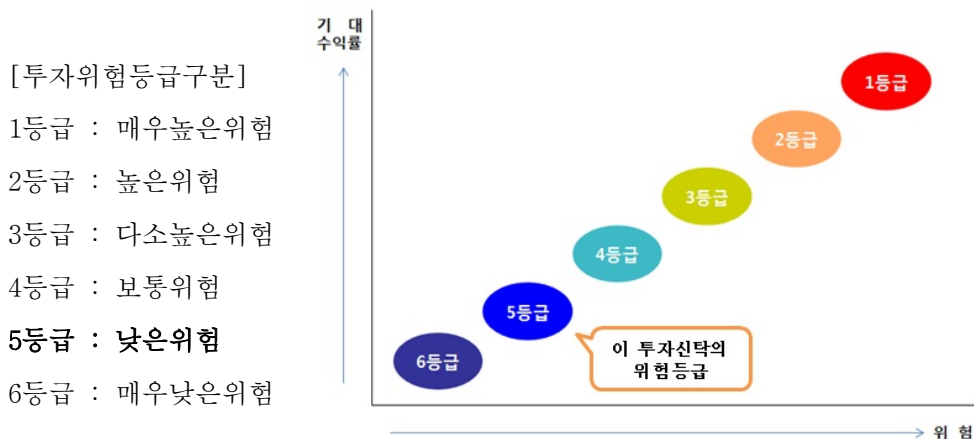 [투자위험등급구분]
1등급 : 매우높은위험
2등급 : 높은위험
3등급 : 다소높은위험
4등급 : 보통위험
5등급 : 낮은위험
6등급 : 매우낮은위험
기 대
수익률
1등급
2등급
3등급
4등급
5등급
6등급
이 투자신탁의
위험등급
위 험